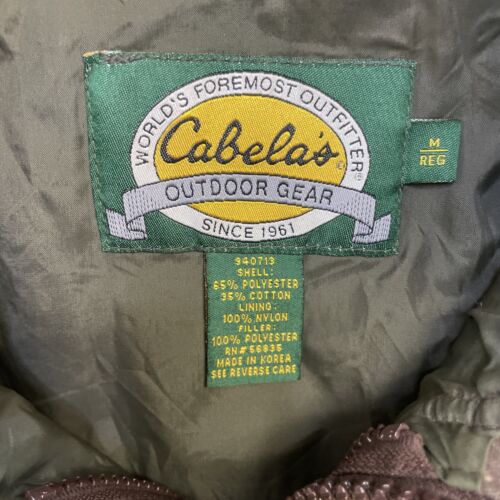 WORLD'S FOREMOST OUTFITTER®
Cabela's®
OUTDOOR GEAR
SINCE 1961
M
REG
940713
SHELL:
65% POLYESTER
35% COTTON
LINING:
100% NYLON
FILLER:
100% POLYESTER
RN# 56835
MADE IN KOREA
SEE REVERSE CARE